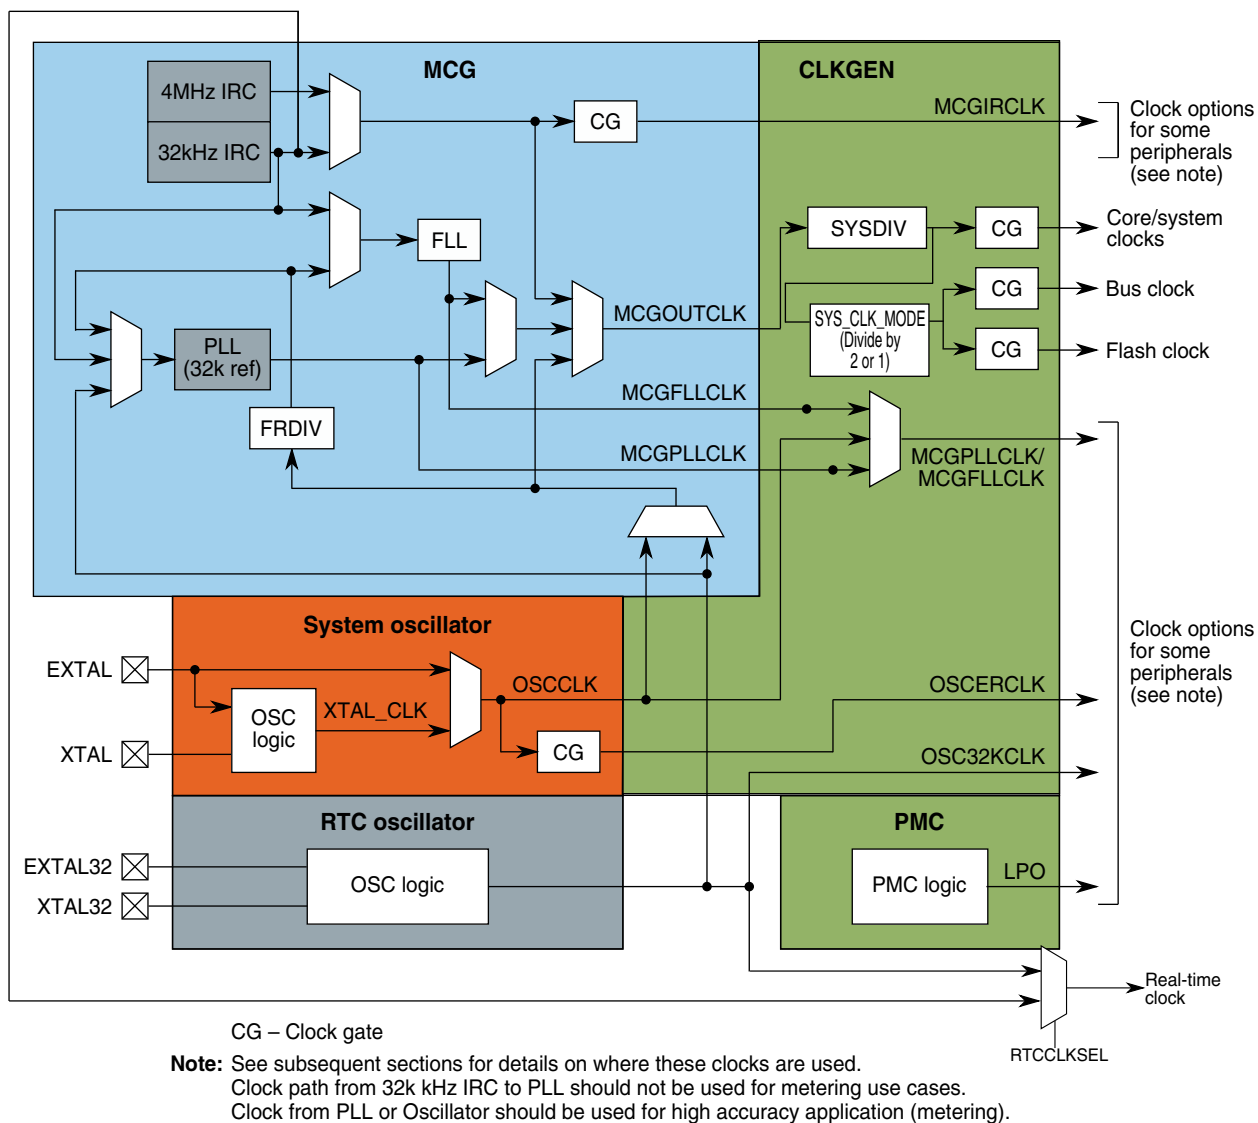 MCG
CLKGEN
4MHz IRC
32kHz IRC
CG
MCGIRCLK
Clock options
for some
peripherals
(see note)
FLL
SYSDIV
CG
Core/system
clocks
MCGOUTCLK
SYS_CLK_MODE
(Divide by
2 or 1)
CG
Bus clock
CG
Flash clock
PLL
(32k ref)
FRDIV
MCGFLLCLK
MCGPLLCLK
MCGPLLCLK/
MCGFLLCLK
System oscillator
EXTAL
XTAL
OSC
logic
XTAL_CLK
OSCCLK
CG
OSCERCLK
OSC32KCLK
Clock options
for some
peripherals
(see note)
RTC oscillator
EXTAL32
XTAL32
OSC logic
PMC
PMC logic
LPO
Real-time
clock
RTCCLKSEL
CG – Clock gate
Note: See subsequent sections for details on where these clocks are used.
Clock path from 32k kHz IRC to PLL should not be used for metering use cases.
Clock from PLL or Oscillator should be used for high accuracy application (metering).